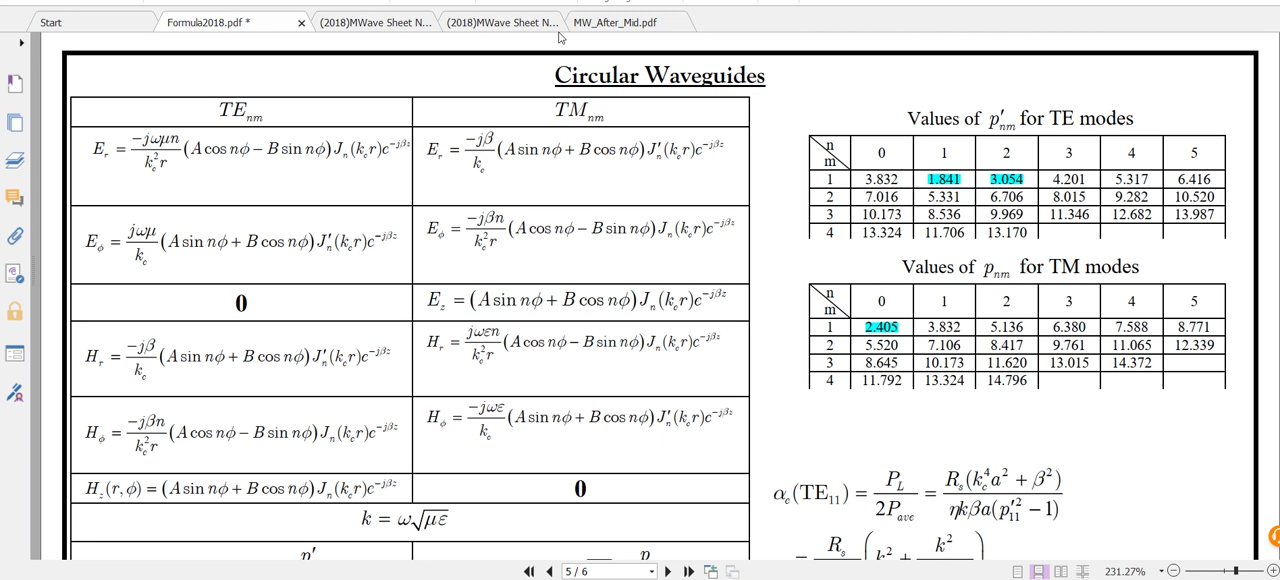 Start
Formula2018.pdf *
(2018)MWave Sheet N...
(2018)MWave Sheet N...
MW_After_Mid.pdf
Circular Waveguides
TE_nm TM_nm
E_r = −jωμn/k_c²r (A cos nϕ − B sin nϕ) J_n(k_c r)e^−jβz
E_r = −jβ/k_c (A sin nϕ + B cos nϕ) J′_n(k_c r)e^−jβz
E_ϕ = jωμ/k_c (A sin nϕ + B cos nϕ) J′_n(k_c r)e^−jβz
E_ϕ = −jβn/k_c²r (A cos nϕ − B sin nϕ) J_n(k_c r)e^−jβz
0
E_z = (A sin nϕ + B cos nϕ) J_n(k_c r)e^−jβz
H_r = −jβ/k_c (A sin nϕ + B cos nϕ) J′_n(k_c r)e^−jβz
H_r = jωεn/k_c²r (A cos nϕ − B sin nϕ) J_n(k_c r)e^−jβz
H_ϕ = −jβn/k_c²r (A cos nϕ − B sin nϕ) J_n(k_c r)e^−jβz
H_ϕ = −jωε/k_c (A sin nϕ + B cos nϕ) J′_n(k_c r)e^−jβz
H_z(r,ϕ) = (A sin nϕ + B cos nϕ) J_n(k_c r)e^−jβz
0
k = ω√με
p′
p
Values of p′_nm for TE modes
n m 0 1 2 3 4 5
1 3.832 1.841 3.054 4.201 5.317 6.416
2 7.016 5.331 6.706 8.015 9.282 10.520
3 10.173 8.536 9.969 11.346 12.682 13.987
4 13.324 11.706 13.170
Values of p_nm for TM modes
n m 0 1 2 3 4 5
1 2.405 3.832 5.136 6.380 7.588 8.771
2 5.520 7.106 8.417 9.761 11.065 12.339
3 8.645 10.173 11.620 13.015 14.372
4 11.792 13.324 14.796
α_c(TE_11) = P_L/2P_ave = R_s(k_c⁴a² + β²)/ηkβa(p′_11² − 1)
= R_s (k_c² + k²
5 / 6
231.27%